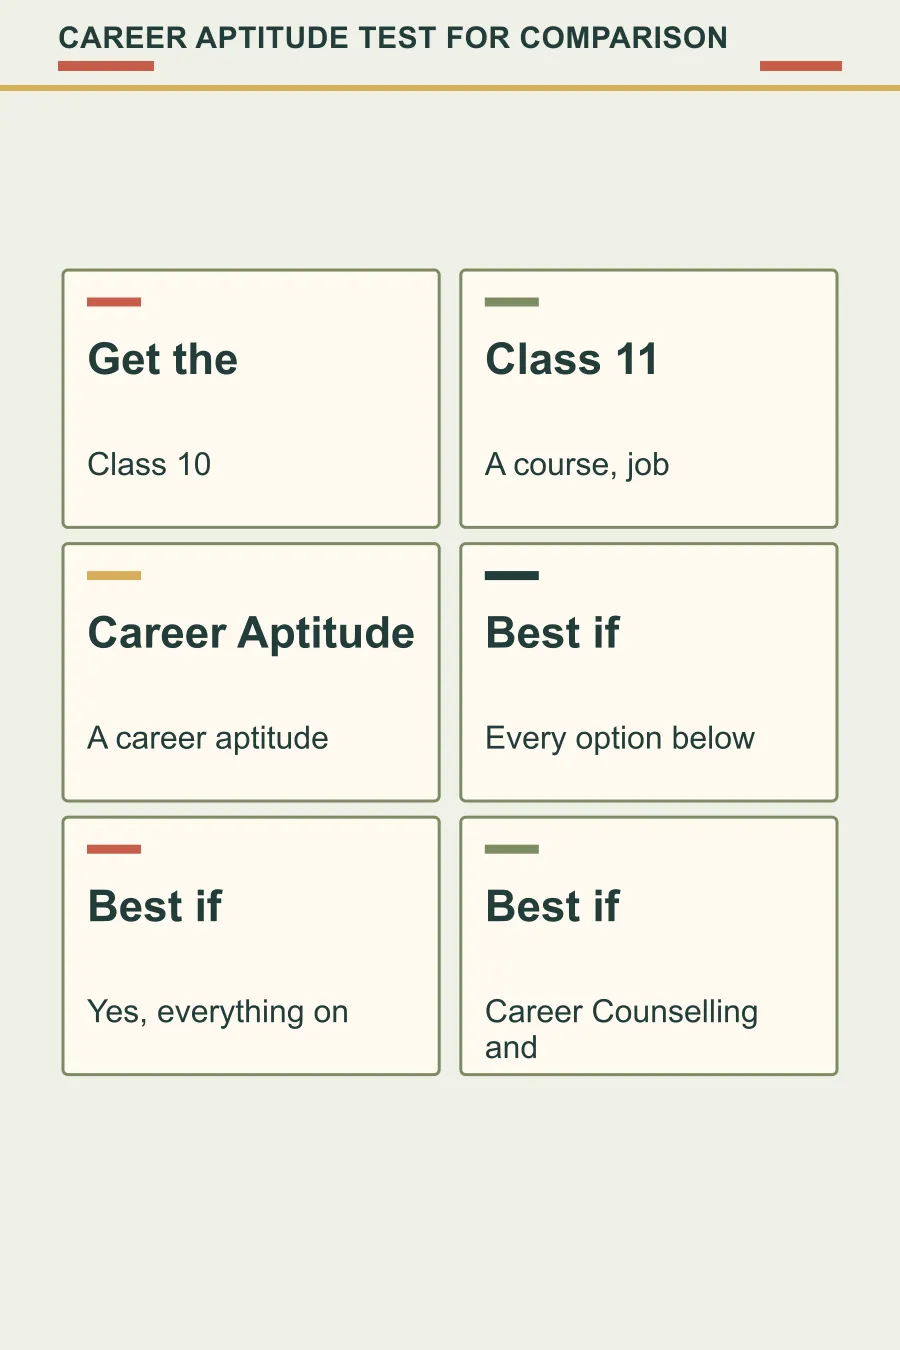 CAREER APTITUDE TEST FOR COMPARISON
Get the
Class 10
Class 11
A course, job
Career Aptitude
A career aptitude
Best if
Every option below
Best if
Yes, everything on
Best if
Career Counselling
and